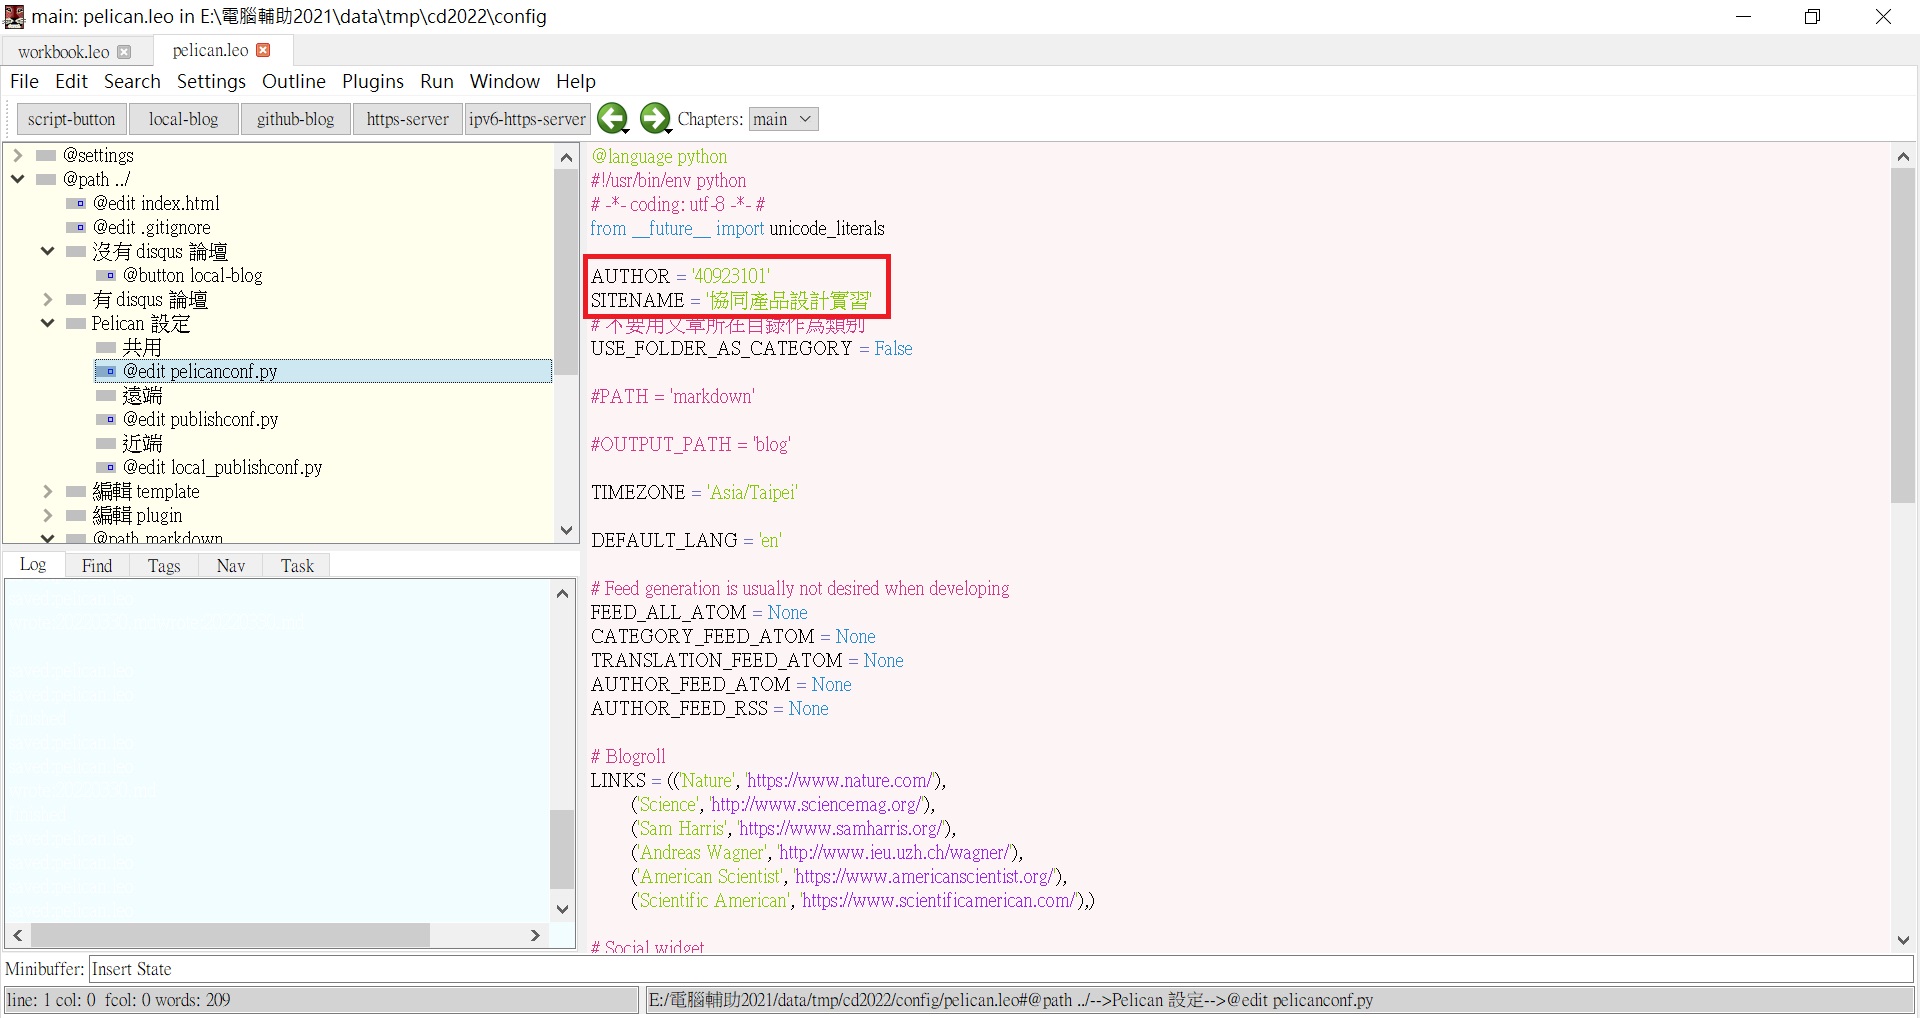 main: pelican.leo in E:\電腦輔助2021\data\tmp\cd2022\config
workbook.leo
pelican.leo
File Edit Search Settings Outline Plugins Run Window Help
script-button local-blog github-blog https-server ipv6-https-server Chapters: main
@settings
@path ../
@edit index.html
@edit .gitignore
沒有 disqus 論壇
@button local-blog
有 disqus 論壇
Pelican 設定
共用
@edit pelicanconf.py
遠端
@edit publishconf.py
近端
@edit local_publishconf.py
編輯 template
編輯 plugin
@path markdown
Log Find Tags Nav Task
@language python
#!/usr/bin/env python
# -*- coding: utf-8 -*- #
from __future__ import unicode_literals
AUTHOR = '40923101'
SITENAME = '協同產品設計實習'
# 不要用文章所在目錄作為類別
USE_FOLDER_AS_CATEGORY = False
#PATH = 'markdown'
#OUTPUT_PATH = 'blog'
TIMEZONE = 'Asia/Taipei'
DEFAULT_LANG = 'en'
# Feed generation is usually not desired when developing
FEED_ALL_ATOM = None
CATEGORY_FEED_ATOM = None
TRANSLATION_FEED_ATOM = None
AUTHOR_FEED_ATOM = None
AUTHOR_FEED_RSS = None
# Blogroll
LINKS = (('Nature', 'https://www.nature.com/'),
('Science', 'http://www.sciencemag.org/'),
('Sam Harris', 'https://www.samharris.org/'),
('Andreas Wagner', 'http://www.ieu.uzh.ch/wagner/'),
('American Scientist', 'https://www.americanscientist.org/'),
('Scientific American', 'https://www.scientificamerican.com/'),)
# Social widget
Minibuffer: Insert State
line: 1 col: 0 fcol: 0 words: 209
E:/電腦輔助2021/data/tmp/cd2022/config/pelican.leo#@path ../-->Pelican 設定-->@edit pelicanconf.py